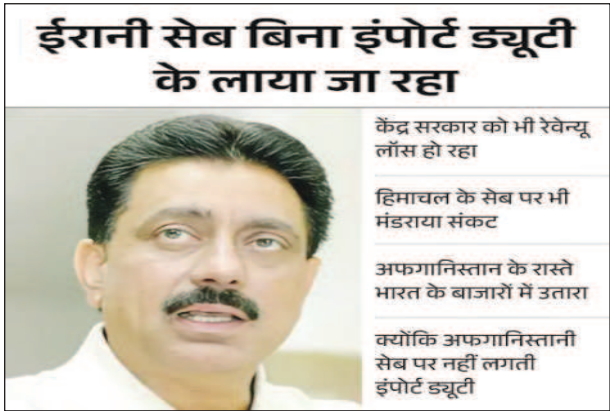 ईरानी सेब बिना इंपोर्ट ड्यूटी
के लाया जा रहा
केंद्र सरकार को भी रेवेन्यू
लॉस हो रहा
हिमाचल के सेब पर भी
मंडराया संकट
अफगानिस्तान के रास्ते
भारत के बाजारों में उतारा
क्योंकि अफगानिस्तानी
सेब पर नहीं लगती
इंपोर्ट ड्यूटी